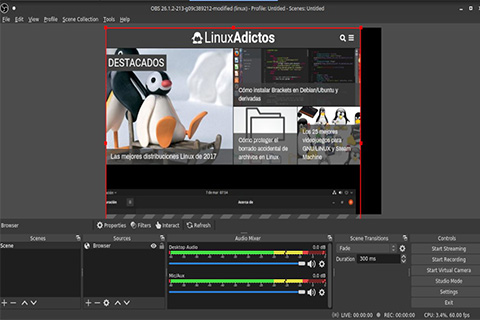 OBS 26.1.2-213-g09c389212-modified (linux) - Profile: Untitled - Scenes: Untitled
File Edit View Profile Scene Collection Tools Help
LinuxAdictos
DESTACADOS
Cómo instalar Brackets en Debian/Ubuntu y
derivadas
Las mejores distribuciones Linux de 2017
Cómo proteger el
borrado accidental de
archivos en Linux
Los 25 mejores
videojuegos para
GNU/LINUX y Steam
Machine
Acerca de
Browser
Properties Filters Interact Refresh
Scenes Sources Audio Mixer Scene Transitions Controls
Scene
Browser
Desktop Audio 0.0 dB
Mic/Aux 0.0 dB
Fade
Duration 300 ms
Start Streaming
Start Recording
Start Virtual Camera
Studio Mode
Settings
Exit
LIVE: 00:00:00 REC: 00:00:00 CPU: 3.4%, 60.00 fps